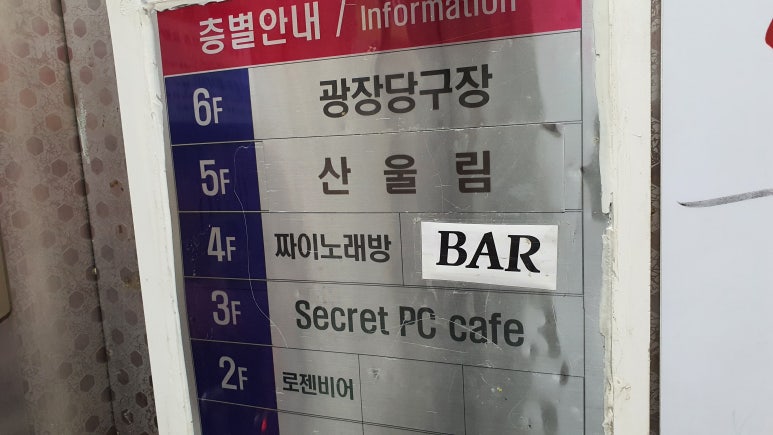 층별안내 / Information
6F 광장당구장
5F 산 울 림
4F 짜이노래방 BAR
3F Secret PC cafe
2F 로젠비어